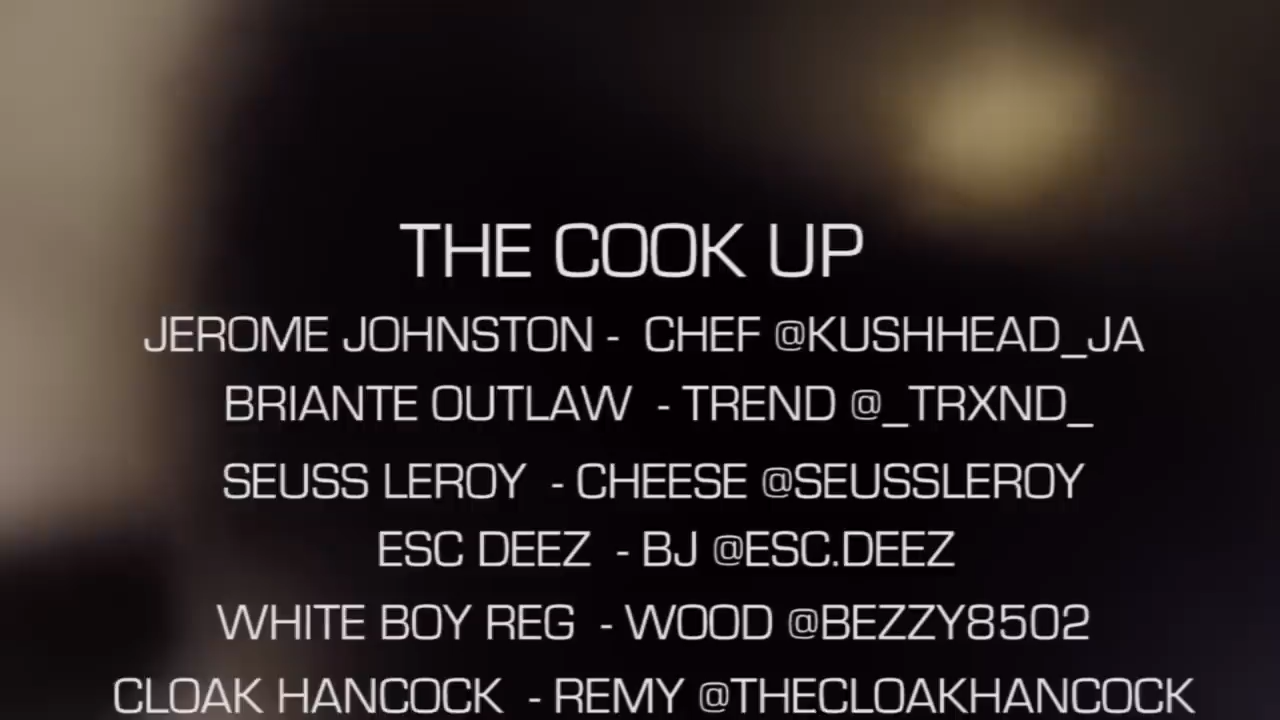 THE COOK UP
JEROME JOHNSTON - CHEF @KUSHHEAD_JA
BRIANTE OUTLAW - TREND @_TRXND_
SEUSS LEROY - CHEESE @SEUSSLEROY
ESC DEEZ - BJ @ESC.DEEZ
WHITE BOY REG - WOOD @BEZZY8502
CLOAK HANCOCK - REMY @THECLOAKHANCOCK